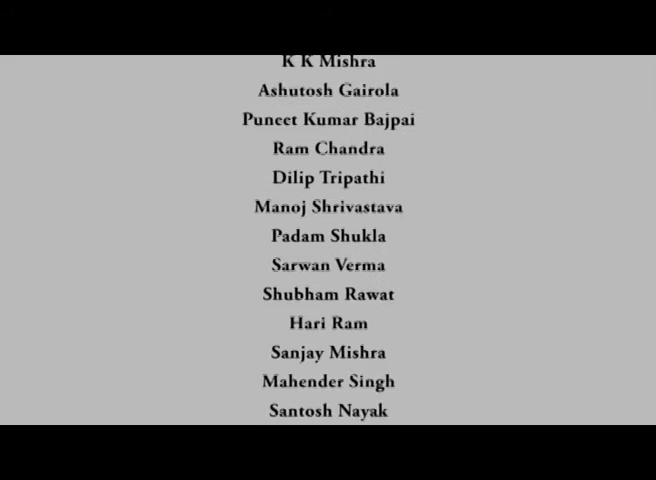 K K Mishra
Ashutosh Gairola
Puneet Kumar Bajpai
Ram Chandra
Dilip Tripathi
Manoj Shrivastava
Padam Shukla
Sarwan Verma
Shubham Rawat
Hari Ram
Sanjay Mishra
Mahender Singh
Santosh Nayak